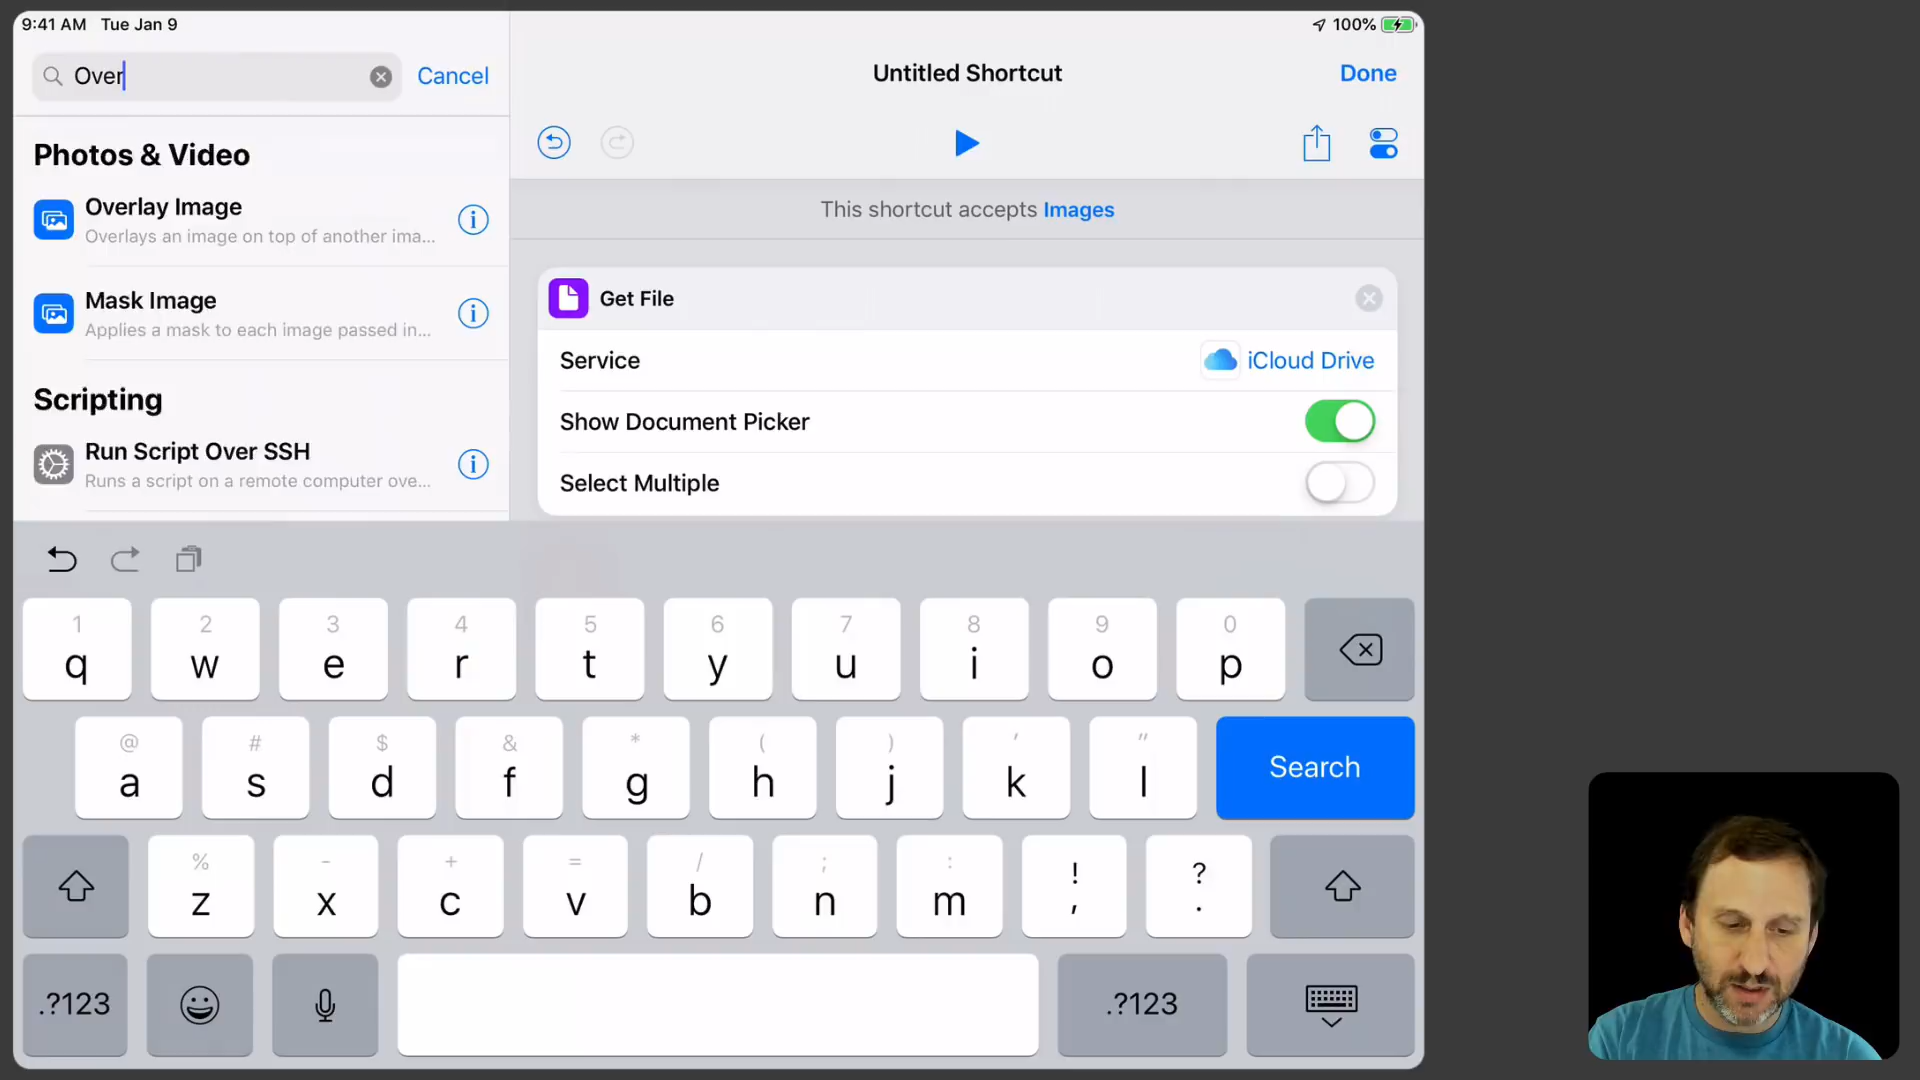 9:41 AM Tue Jan 9
100%
Over
Cancel
Untitled Shortcut
Done
Photos & Video
Overlay Image
Overlays an image on top of another ima...
Mask Image
Applies a mask to each image passed in...
Scripting
Run Script Over SSH
Runs a script on a remote computer ove...
This shortcut accepts Images
Get File
Service
iCloud Drive
Show Document Picker
Select Multiple
1 2 3 4 5 6 7 8 9 0
q w e r t y u i o p
@ # $ & * ( ) ' "
a s d f g h j k l Search
% - + = / ; : ! ?
z x c v b n m , .
.?123 .?123